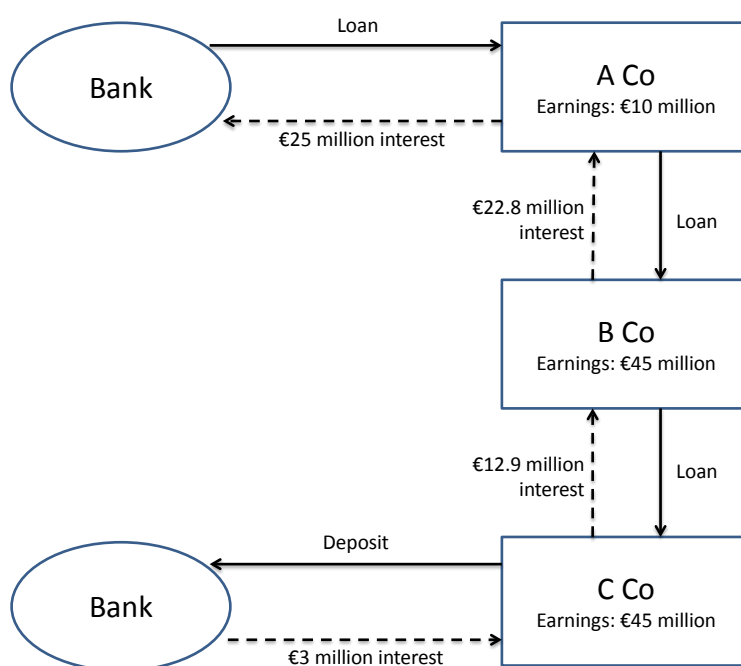 Loan
Bank
A Co
Earnings: €10 million
€25 million interest
€22.8 million
interest
Loan
B Co
Earnings: €45 million
€12.9 million
interest
Loan
Deposit
Bank
C Co
Earnings: €45 million
€3 million interest